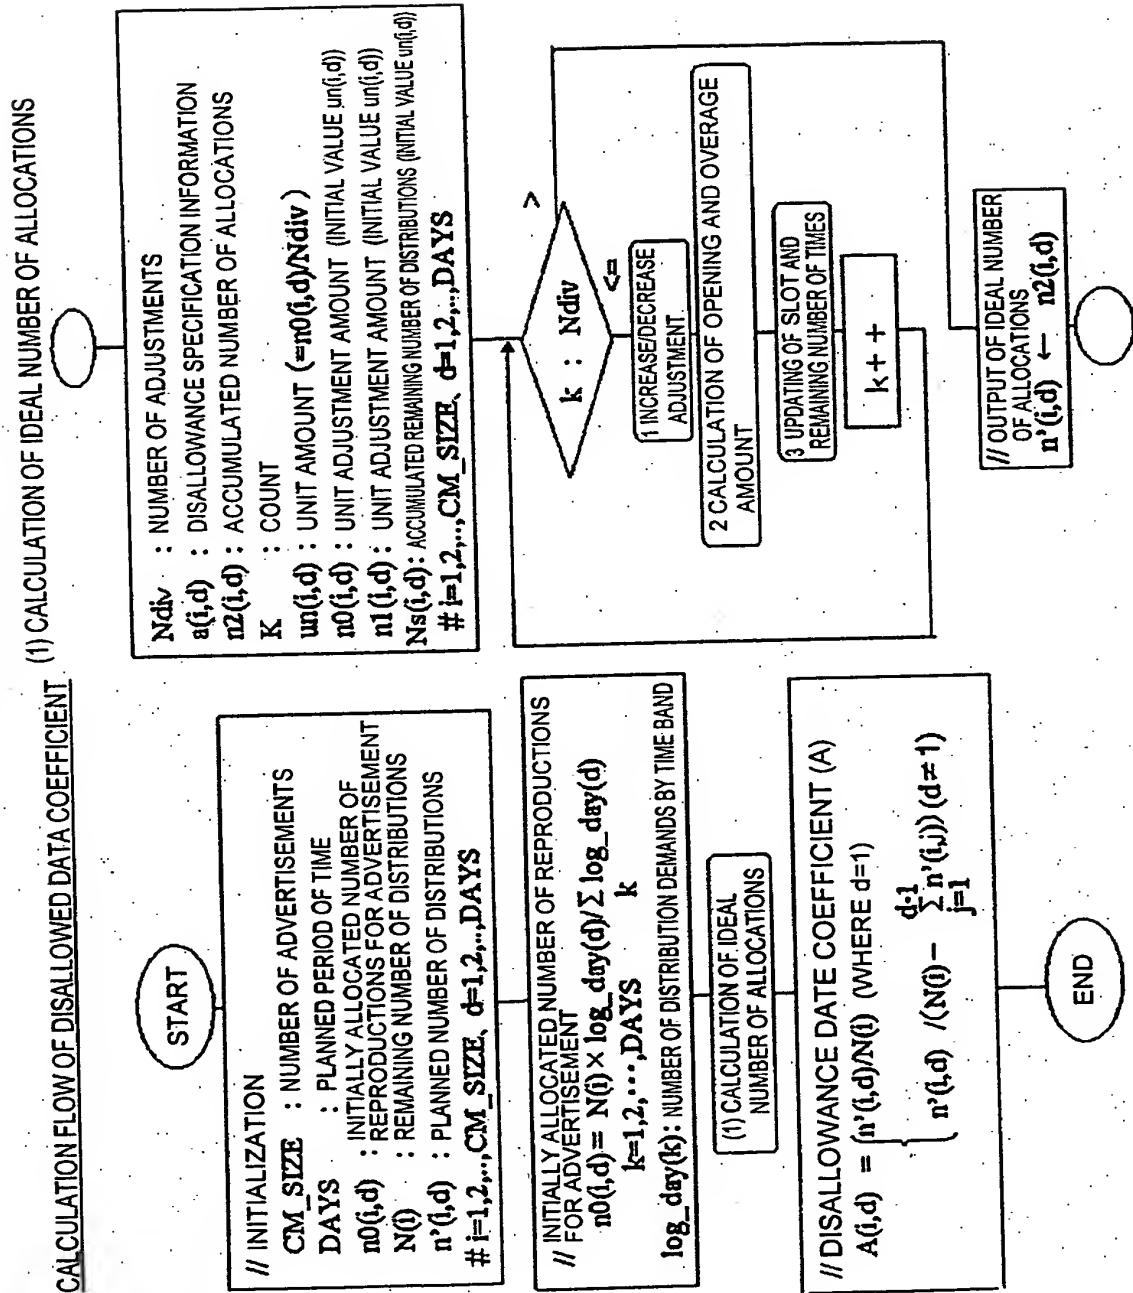 CALCULATION FLOW OF DISALLOWED DATA COEFFICIENT
START
// INITIALIZATION
CM_SIZE : NUMBER OF ADVERTISEMENTS
DAYS : PLANNED PERIOD OF TIME
n0(i,d) : INITIALLY ALLOCATED NUMBER OF
REPRODUCTIONS FOR ADVERTISEMENT
N(i) : REMAINING NUMBER OF DISTRIBUTIONS
n'(i,d) : PLANNED NUMBER OF DISTRIBUTIONS
# i=1,2,..,CM_SIZE、d=1,2,..,DAYS
// INITIALLY ALLOCATED NUMBER OF REPRODUCTIONS
FOR ADVERTISEMENT
n0(i,d)= N(i) × log_day(d)/Σ log_day(d)
k
k=1,2,···,DAYS
log_day(k): NUMBER OF DISTRIBUTION DEMANDS BY TIME BAND
(1) CALCULATION OF IDEAL
NUMBER OF ALLOCATIONS
// DISALLOWANCE DATE COEFFICIENT (A)
A(i,d) = { n'(i,d)/N(i) (WHERE d=1)
d-1
n'(i,d) /(N(i) − Σ n'(i,j)) (d≠1)
j=1
END
(1) CALCULATION OF IDEAL NUMBER OF ALLOCATIONS
Ndiv : NUMBER OF ADJUSTMENTS
a(i,d) : DISALLOWANCE SPECIFICATION INFORMATION
n2(i,d) : ACCUMULATED NUMBER OF ALLOCATIONS
K : COUNT
un(i,d) : UNIT AMOUNT (=n0(i,d)/Ndiv )
n0(i,d) : UNIT ADJUSTMENT AMOUNT (INITIAL VALUE un(i,d))
n1(i,d) : UNIT ADJUSTMENT AMOUNT (INITIAL VALUE un(i,d))
Ns(i,d) : ACCUMULATED REMAINING NUMBER OF DISTRIBUTIONS (INITIAL VALUE un(i,d))
# i=1,2,..,CM_SIZE、d=1,2,..,DAYS
k : Ndiv
>
<=
1 INCREASE/DECREASE
ADJUSTMENT
2 CALCULATION OF OPENING AND OVERAGE
AMOUNT
3 UPDATING OF SLOT AND
REMAINING NUMBER OF TIMES
k++
// OUTPUT OF IDEAL NUMBER
OF ALLOCATIONS
n'(i,d) ← n2(i,d)